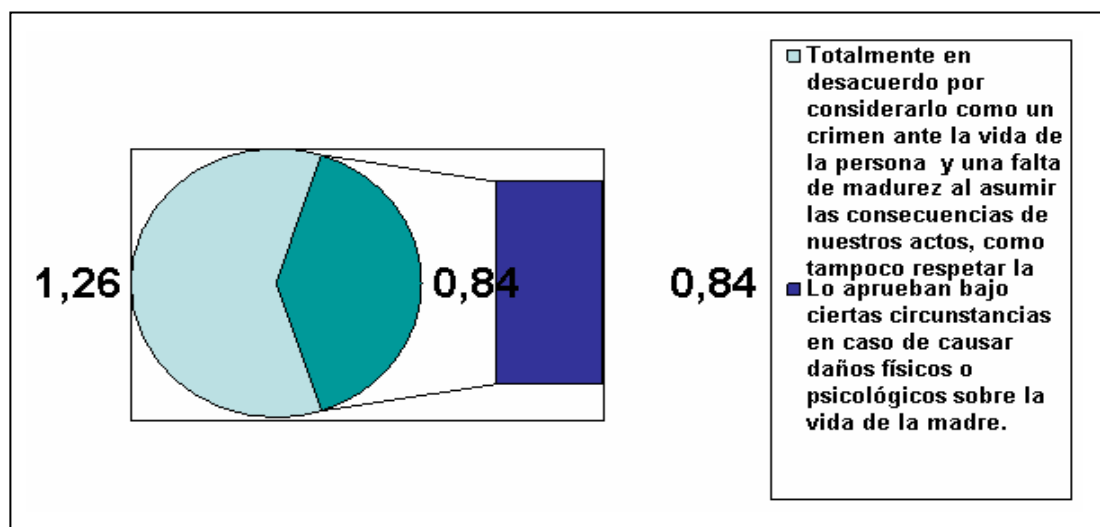 1,26
0,84
0,84
Totalmente en
desacuerdo por
considerarlo como un
crimen ante la vida de
la persona y una falta
de madurez al asumir
las consecuencias de
nuestros actos, como
tampoco respetar la
Lo aprueban bajo
ciertas circunstancias
en caso de causar
daños físicos o
psicológicos sobre la
vida de la madre.